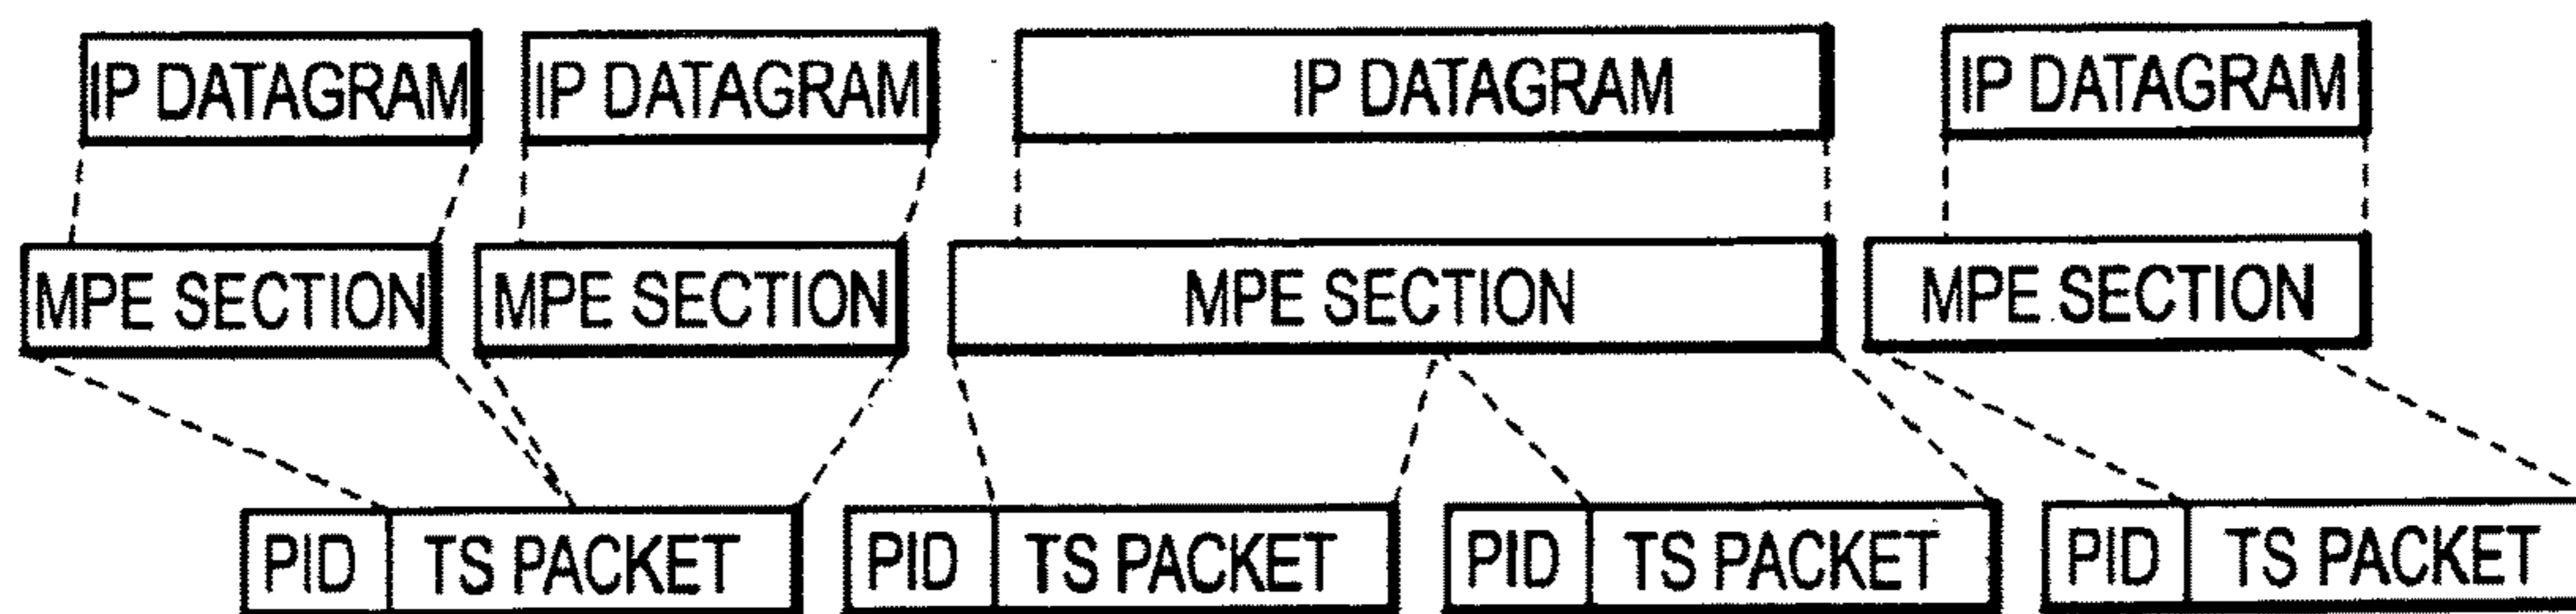 IP DATAGRAM IP DATAGRAM IP DATAGRAM IP DATAGRAM
MPE SECTION MPE SECTION MPE SECTION MPE SECTION
PID TS PACKET PID TS PACKET PID TS PACKET PID TS PACKET